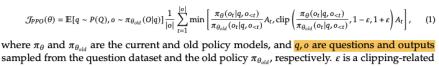 𝒥_PPO(θ) = 𝔼[q ∼ P(Q), o ∼ π_θold(O|q)] 1/|o| ∑_{t=1}^{|o|} min [ π_θ(o_t|q, o_<t) / π_θold(o_t|q, o_<t) A_t, clip ( π_θ(o_t|q, o_<t) / π_θold(o_t|q, o_<t), 1 − ε, 1 + ε ) A_t ] , (1)
where π_θ and π_θold are the current and old policy models, and q, o are questions and outputs
sampled from the question dataset and the old policy π_θold, respectively. ε is a clipping-related